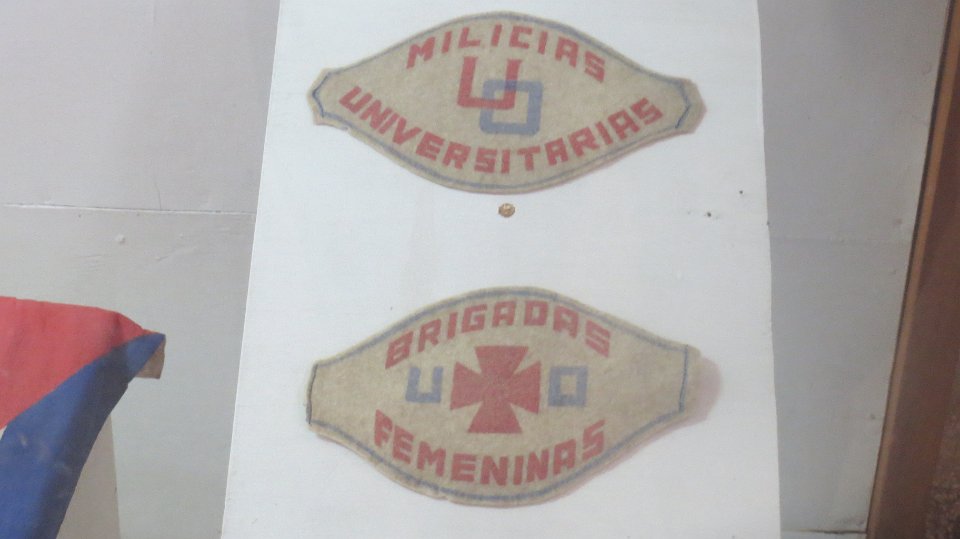 MILICIAS
UO
UNIVERSITARIAS
BRIGADAS
U O
FEMENINAS